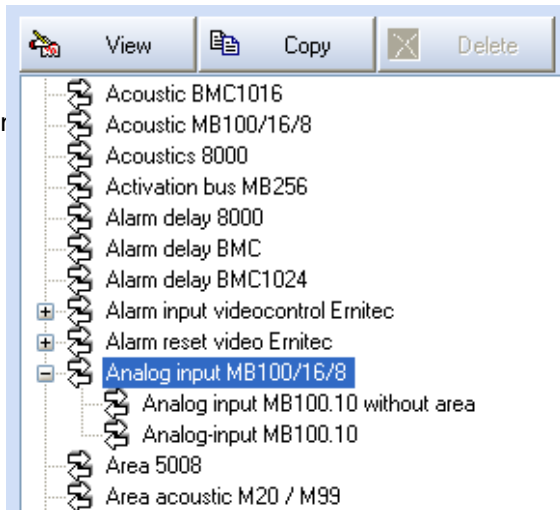 View Copy Delete
Acoustic BMC1016
Acoustic MB100/16/8
Acoustics 8000
Activation bus MB256
Alarm delay 8000
Alarm delay BMC
Alarm delay BMC1024
Alarm input videocontrol Ernitec
Alarm reset video Ernitec
Analog input MB100/16/8
Analog input MB100.10 without area
Analog-input MB100.10
Area 5008
Area acoustic M20 / M99